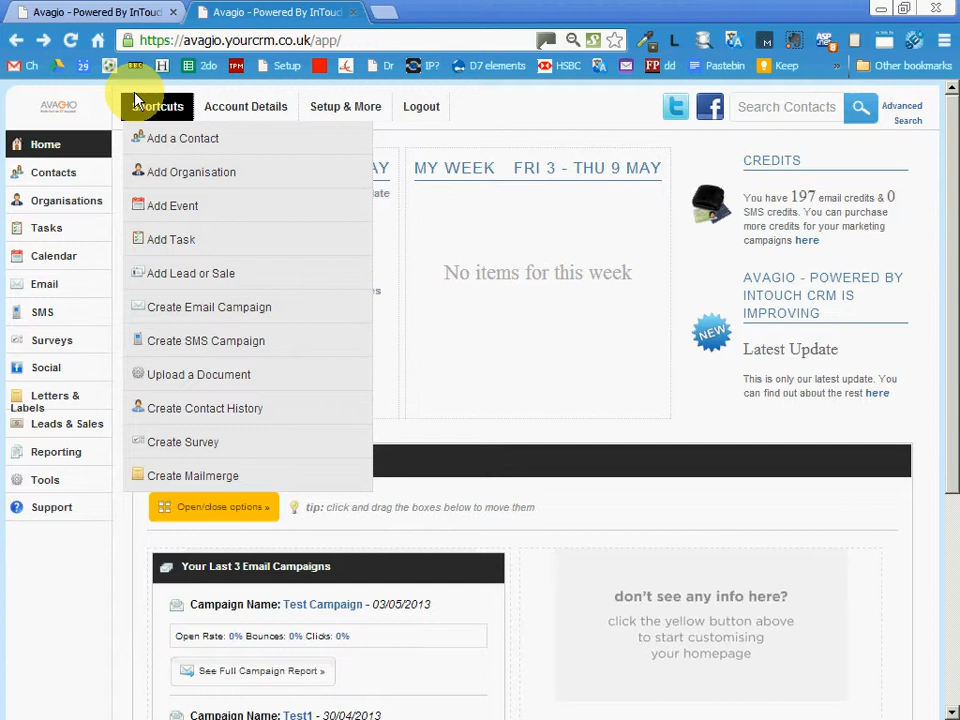 Avagio - Powered By InTouc
Avagio - Powered By InTouc
https://avagio.yourcrm.co.uk/app/
Ch
2do
Setup
Dr
IP?
D7 elements
HSBC
dd
Pastebin
Keep
»
Other bookmarks
AVAGIO
Account Details
Setup & More
Logout
Search Contacts
Advanced
Search
Home
Contacts
Organisations
Tasks
Calendar
Email
SMS
Surveys
Social
Letters &
Labels
Leads & Sales
Reporting
Tools
Support
Add a Contact
Add Organisation
Add Event
Add Task
Add Lead or Sale
Create Email Campaign
Create SMS Campaign
Upload a Document
Create Contact History
Create Survey
Create Mailmerge
MY WEEK FRI 3 - THU 9 MAY
No items for this week
CREDITS
You have 197 email credits & 0
SMS credits. You can purchase
more credits for your marketing
campaigns here
AVAGIO - POWERED
BY INTOUCH CRM IS
IMPROVING
NEW
Latest Update
This is only our latest update. You
can find out about the rest here
Open/close options »
tip: click and drag the boxes below to move them
Your Last 3 Email Campaigns
Campaign Name: Test Campaign - 03/05/2013
Open Rate: 0% Bounces: 0% Clicks: 0%
See Full Campaign Report »
Campaign Name: Test1 - 30/04/2013
don't see any info here?
click the yellow button above
to start customising
your homepage